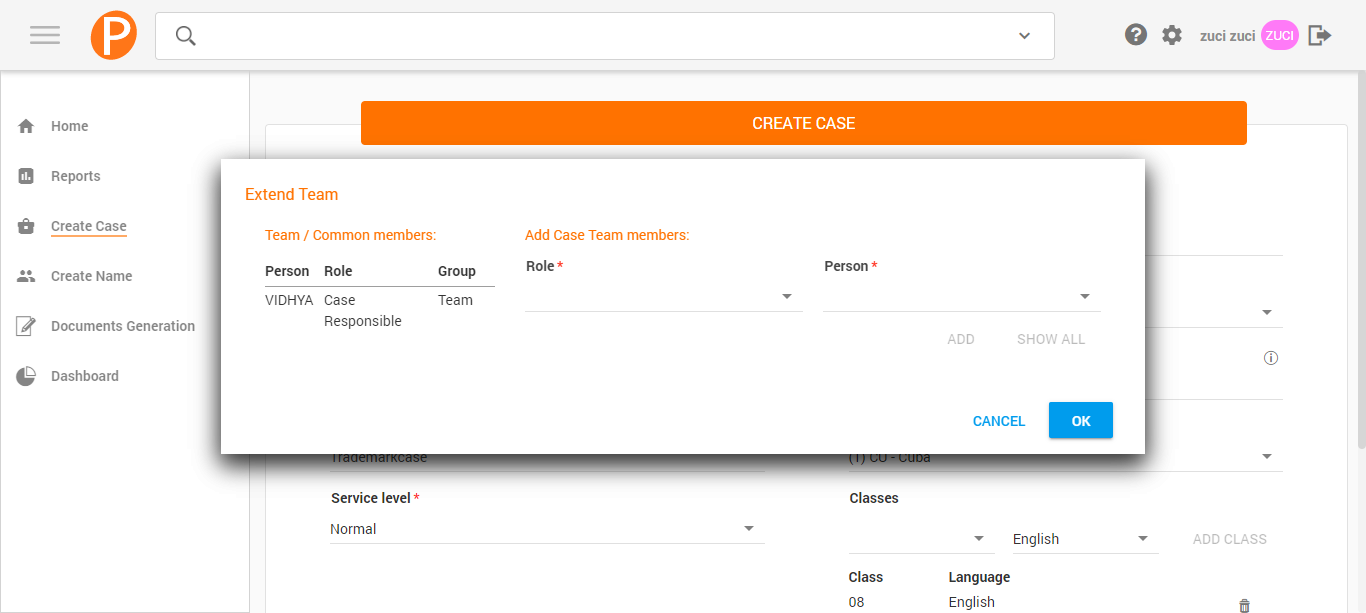 P
zuci zuci
ZUCI
CREATE CASE
Home
Reports
Create Case
Create Name
Documents Generation
Dashboard
Extend Team
Team / Common members:
Person Role Group
VIDHYA Case Team
Responsible
Add Case Team members:
Role * Person *
ADD SHOW ALL
CANCEL OK
Trademarkcase
(1) CU - Cuba
Service level *
Normal
Classes
English ADD CLASS
Class Language
08 English